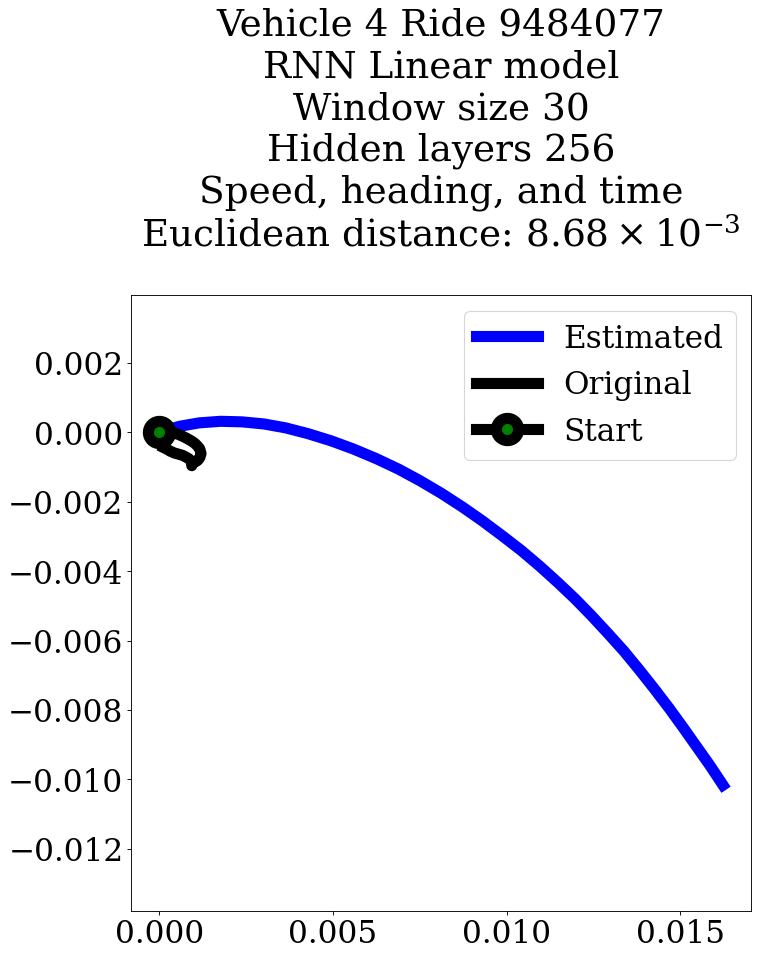 Vehicle 4 Ride 9484077
RNN Linear model
Window size 30
Hidden layers 256
Speed, heading, and time
Euclidean distance: 8.68 × 10⁻³
Estimated
Original
Start
0.002
0.000
−0.002
−0.004
−0.006
−0.008
−0.010
−0.012
0.000 0.005 0.010 0.015